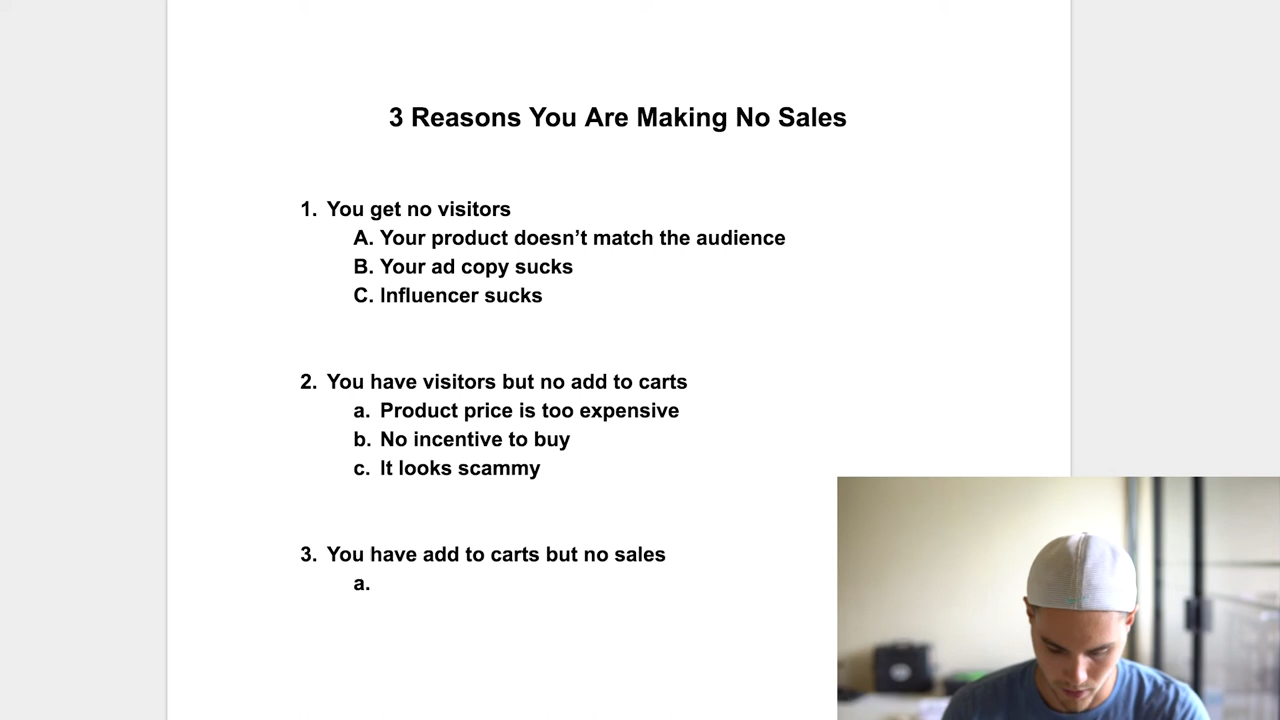 3 Reasons You Are Making No Sales
1. You get no visitors
A. Your product doesn’t match the audience
B. Your ad copy sucks
C. Influencer sucks
2. You have visitors but no add to carts
a. Product price is too expensive
b. No incentive to buy
c. It looks scammy
3. You have add to carts but no sales
a.